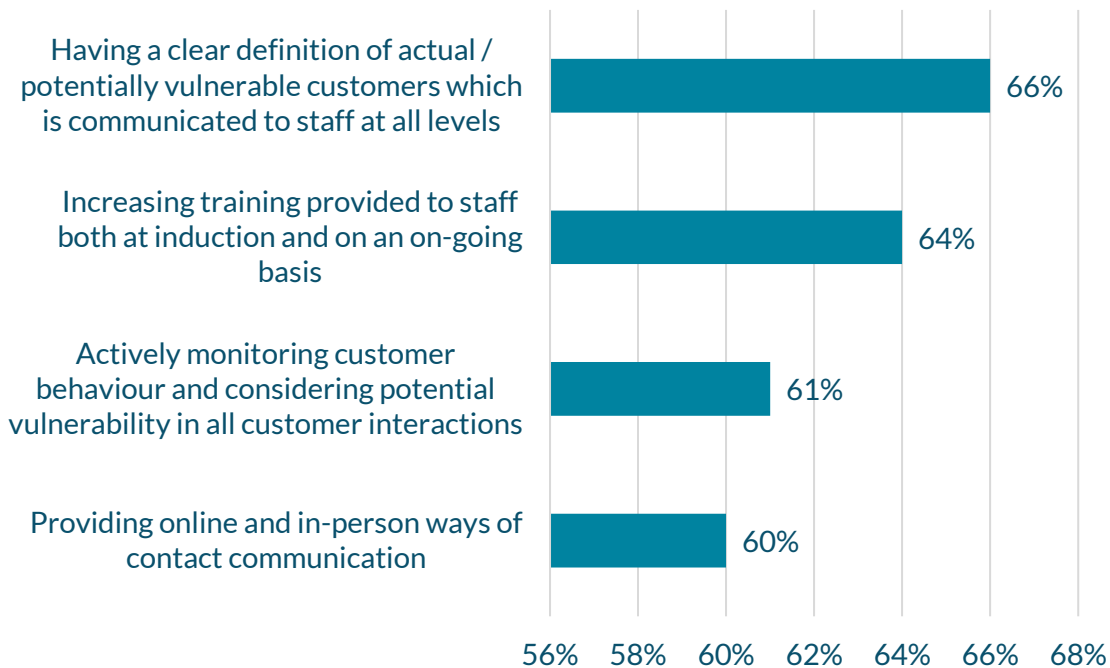 Having a clear definition of actual /
potentially vulnerable customers which
is communicated to staff at all levels
66%
Increasing training provided to staff
both at induction and on an on-going
basis
64%
Actively monitoring customer
behaviour and considering potential
vulnerability in all customer interactions
61%
Providing online and in-person ways of
contact communication
60%
56% 58% 60% 62% 64% 66% 68%